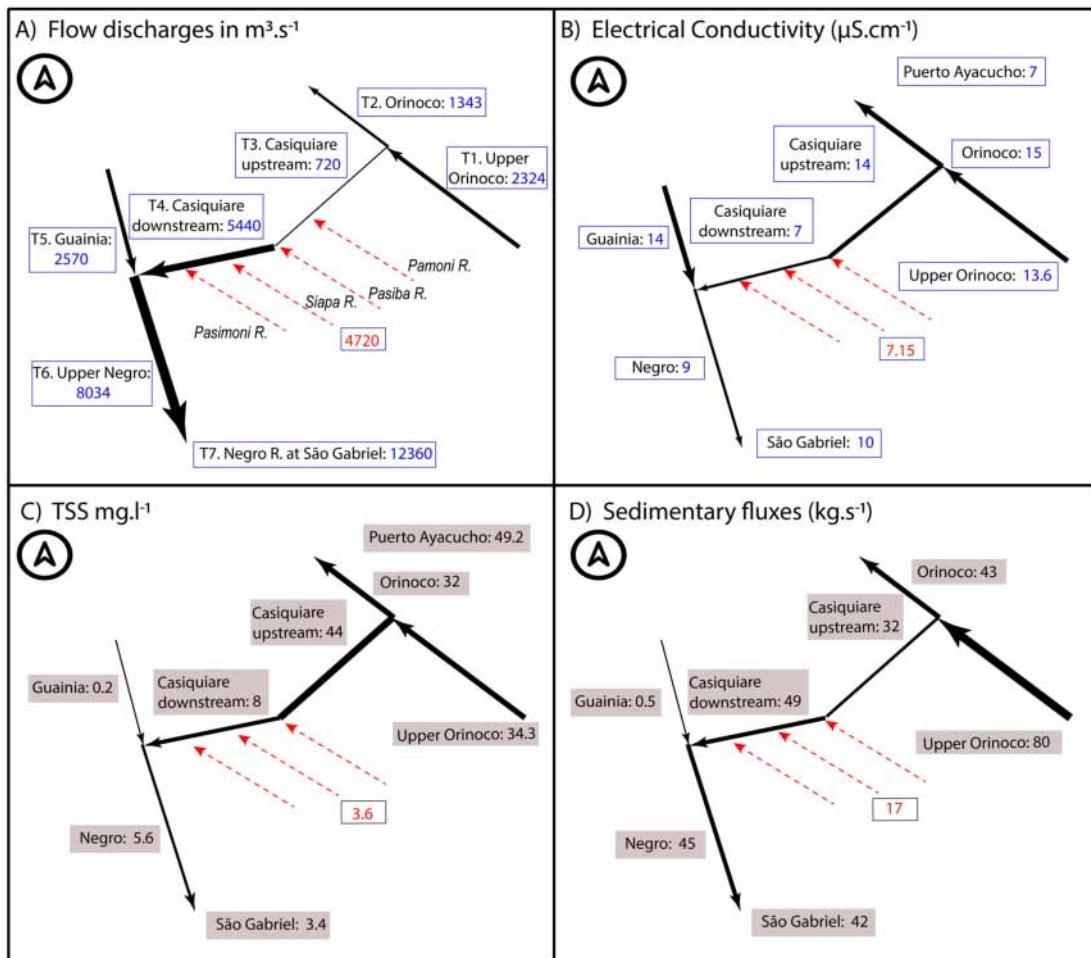 A) Flow discharges in m³.s⁻¹
T2. Orinoco: 1343
T3. Casiquiare
upstream: 720
T1. Upper
Orinoco: 2324
T4. Casiquiare
downstream: 5440
T5. Guainia:
2570
Pamoni R.
Pasiba R.
Siapa R.
Pasimoni R.
4720
T6. Upper Negro:
8034
T7. Negro R. at São Gabriel: 12360
B) Electrical Conductivity (µS.cm⁻¹)
Puerto Ayacucho: 7
Casiquiare
upstream: 14
Orinoco: 15
Casiquiare
downstream: 7
Guainia: 14
Upper Orinoco: 13.6
7.15
Negro: 9
São Gabriel: 10
C) TSS mg.l⁻¹
Puerto Ayacucho: 49.2
Orinoco: 32
Casiquiare
upstream: 44
Casiquiare
downstream: 8
Guainia: 0.2
Upper Orinoco: 34.3
3.6
Negro: 5.6
São Gabriel: 3.4
D) Sedimentary fluxes (kg.s⁻¹)
Orinoco: 43
Casiquiare
upstream: 32
Casiquiare
downstream: 49
Guainia: 0.5
Upper Orinoco: 80
17
Negro: 45
São Gabriel: 42